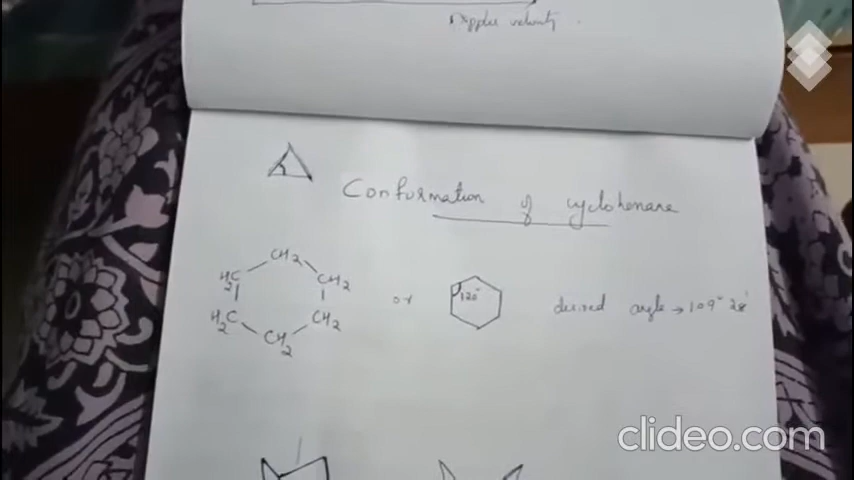 Doppler velocity .
Conformation of cyclohexane
CH2
H2C CH2
H2C CH2
CH2
or
120°
desired angle → 109° 28'
clideo.com